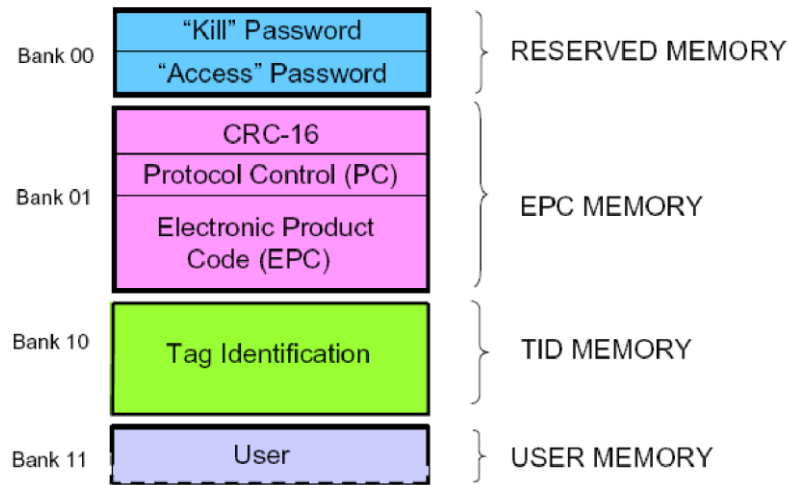 Bank 00
“Kill” Password
“Access” Password
RESERVED MEMORY
Bank 01
CRC-16
Protocol Control (PC)
Electronic Product
Code (EPC)
EPC MEMORY
Bank 10
Tag Identification
TID MEMORY
Bank 11
User
USER MEMORY